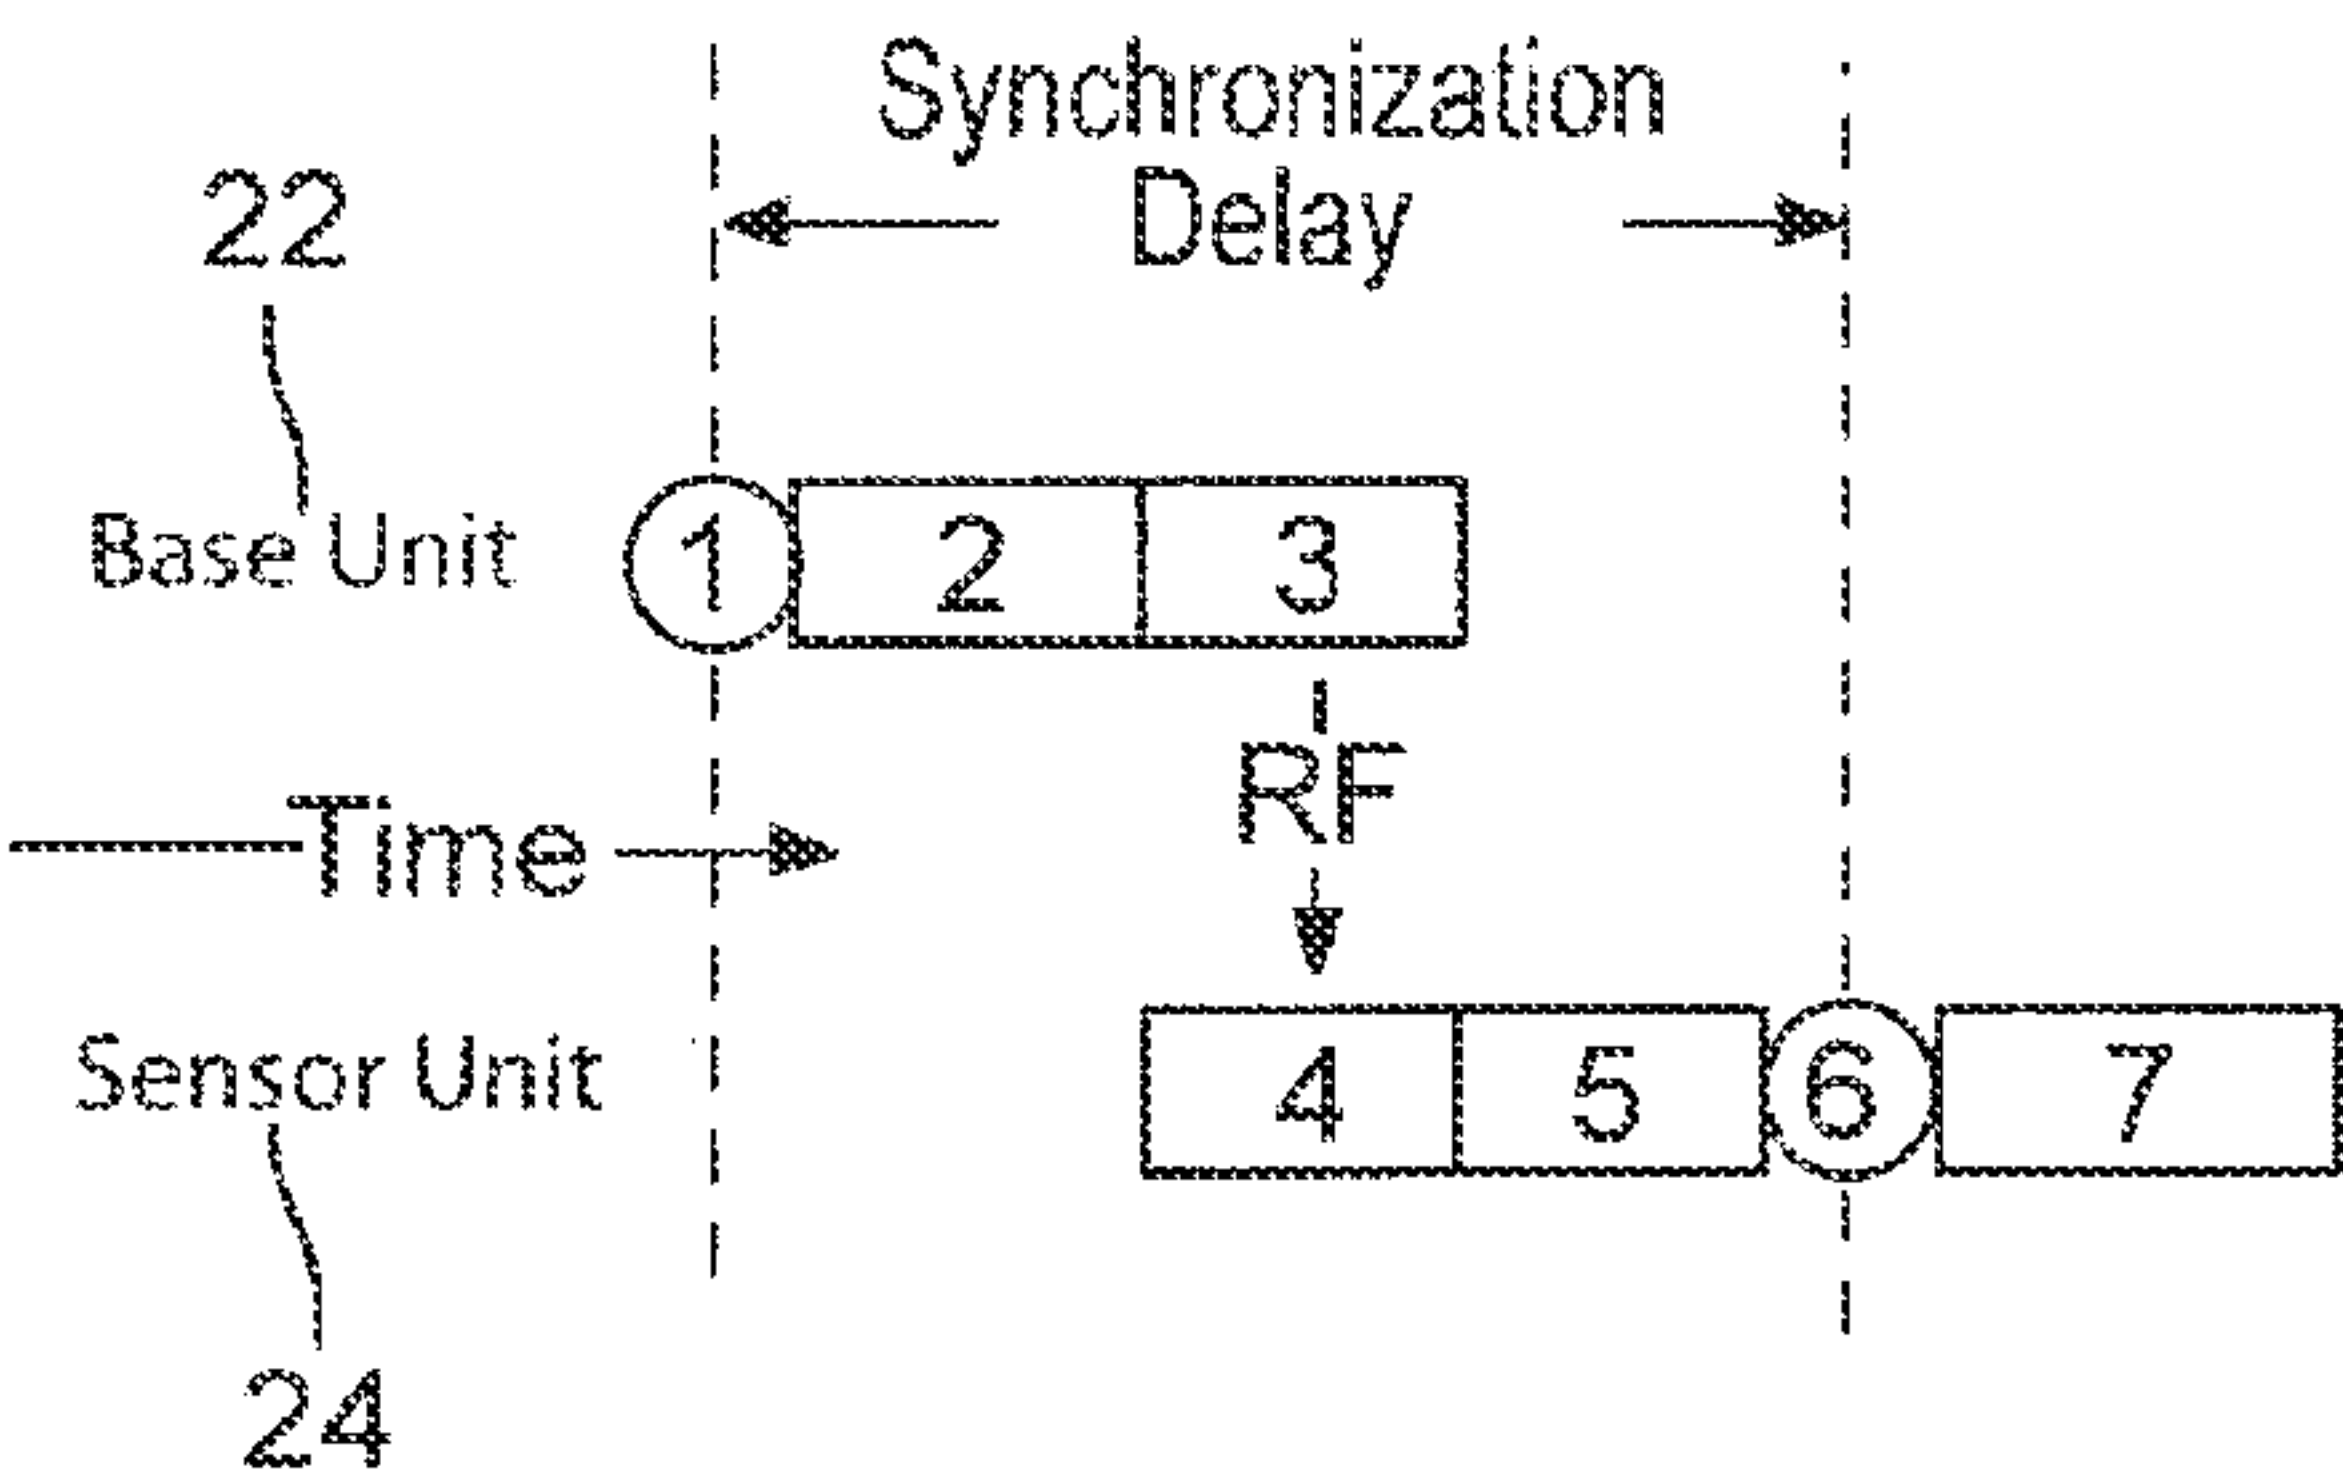 Synchronization
Delay
22
Base Unit 1 2 3
RF
Time
Sensor Unit 4 5 6 7
24